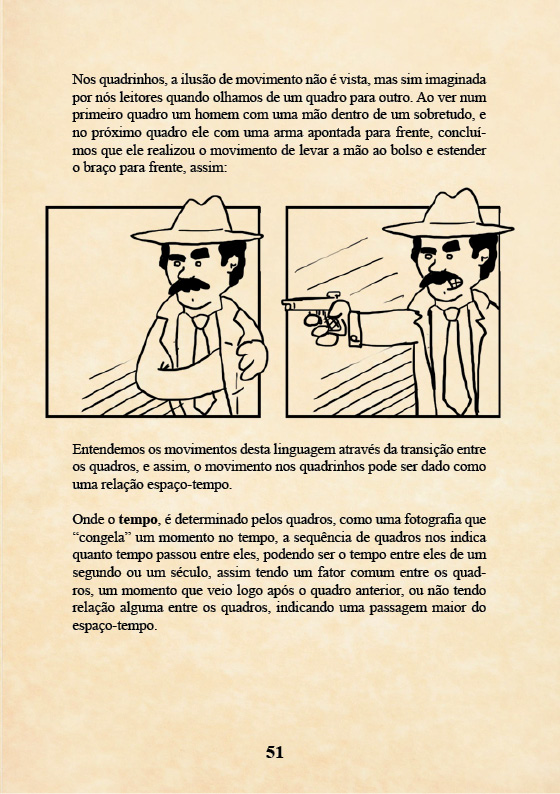 Nos quadrinhos, a ilusão de movimento não é vista, mas sim imaginada
por nós leitores quando olhamos de um quadro para outro. Ao ver num
primeiro quadro um homem com uma mão dentro de um sobretudo, e
no próximo quadro ele com uma arma apontada para frente, concluí-
mos que ele realizou o movimento de levar a mão ao bolso e estender
o braço para frente, assim:
Entendemos os movimentos desta linguagem através da transição entre
os quadros, e assim, o movimento nos quadrinhos pode ser dado como
uma relação espaço-tempo.
Onde o tempo, é determinado pelos quadros, como uma fotografia que
“congela” um momento no tempo, a sequência de quadros nos indica
quanto tempo passou entre eles, podendo ser o tempo entre eles de um
segundo ou um século, assim tendo um fator comum entre os quad-
ros, um momento que veio logo após o quadro anterior, ou não tendo
relação alguma entre os quadros, indicando uma passagem maior do
espaço-tempo.
51